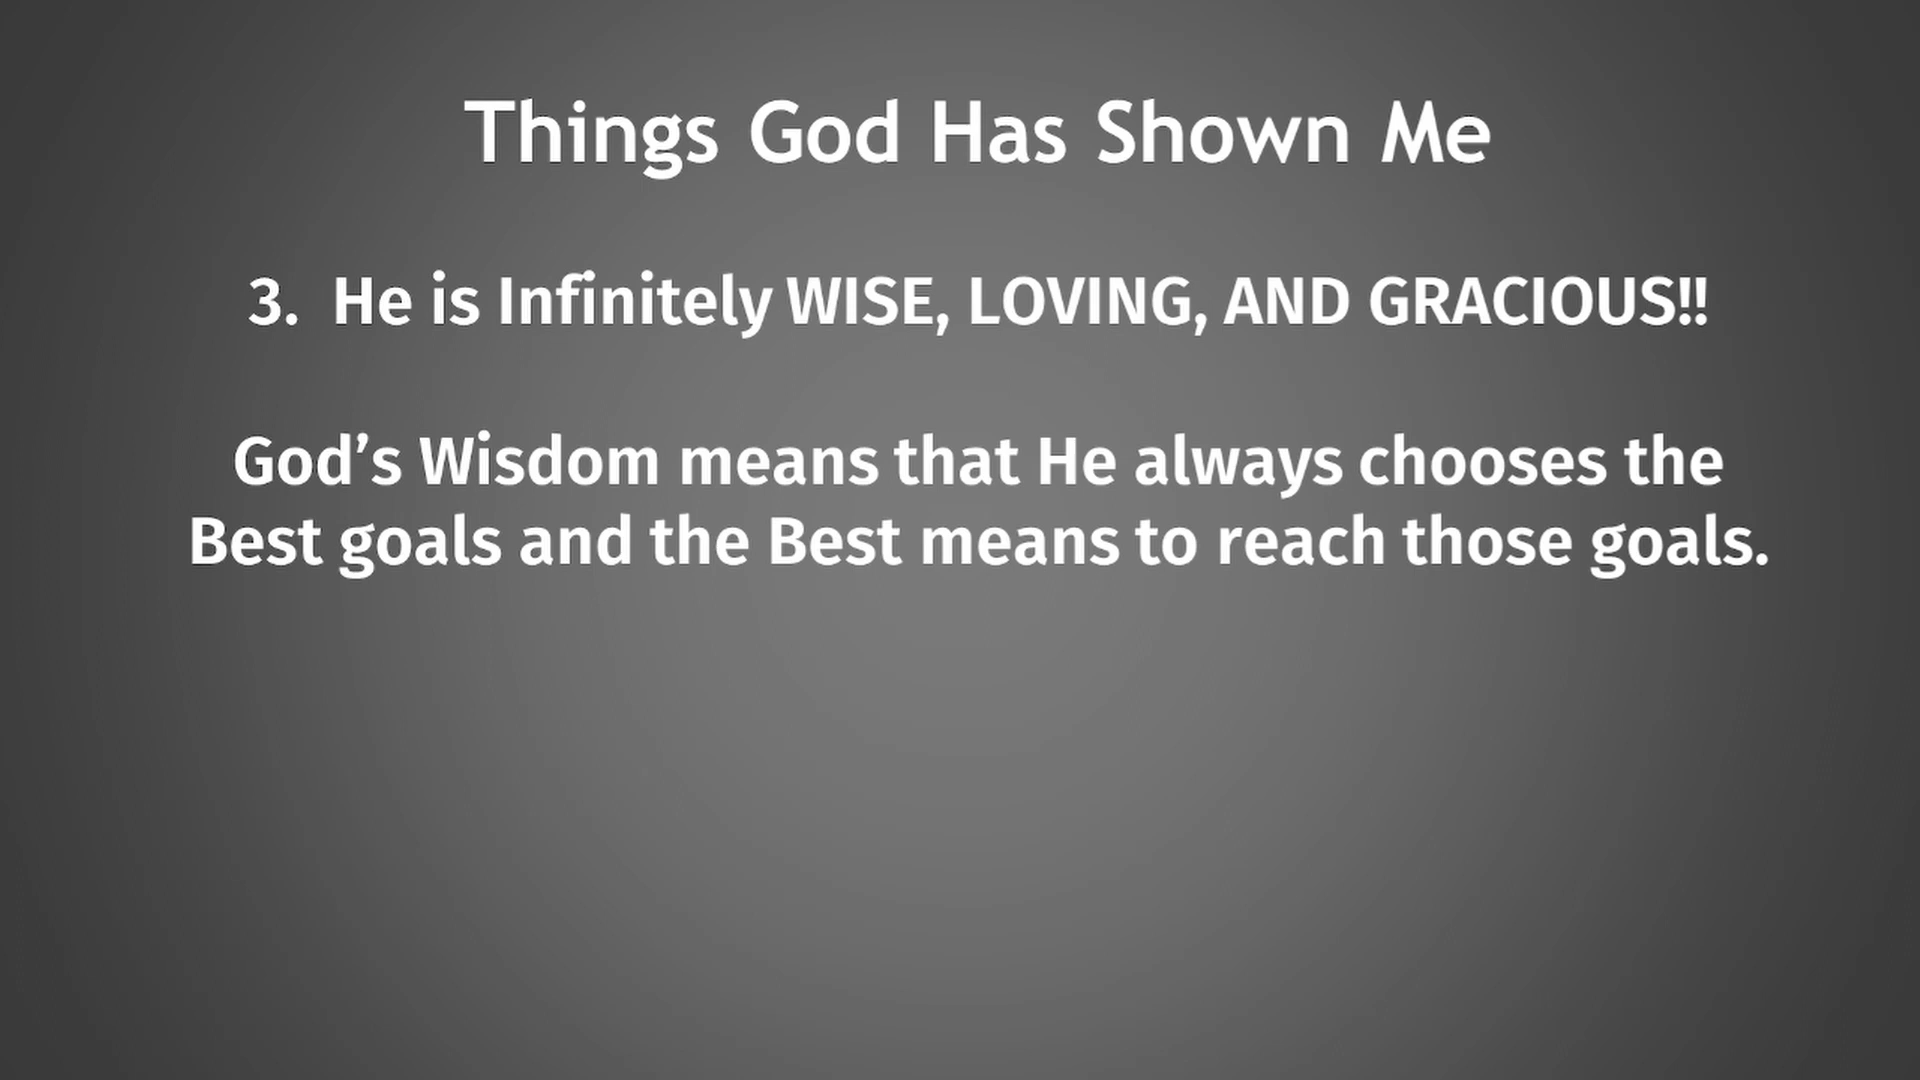 Things God Has Shown Me
3. He is Infinitely WISE, LOVING, AND GRACIOUS!!
God’s Wisdom means that He always chooses the
Best goals and the Best means to reach those goals.